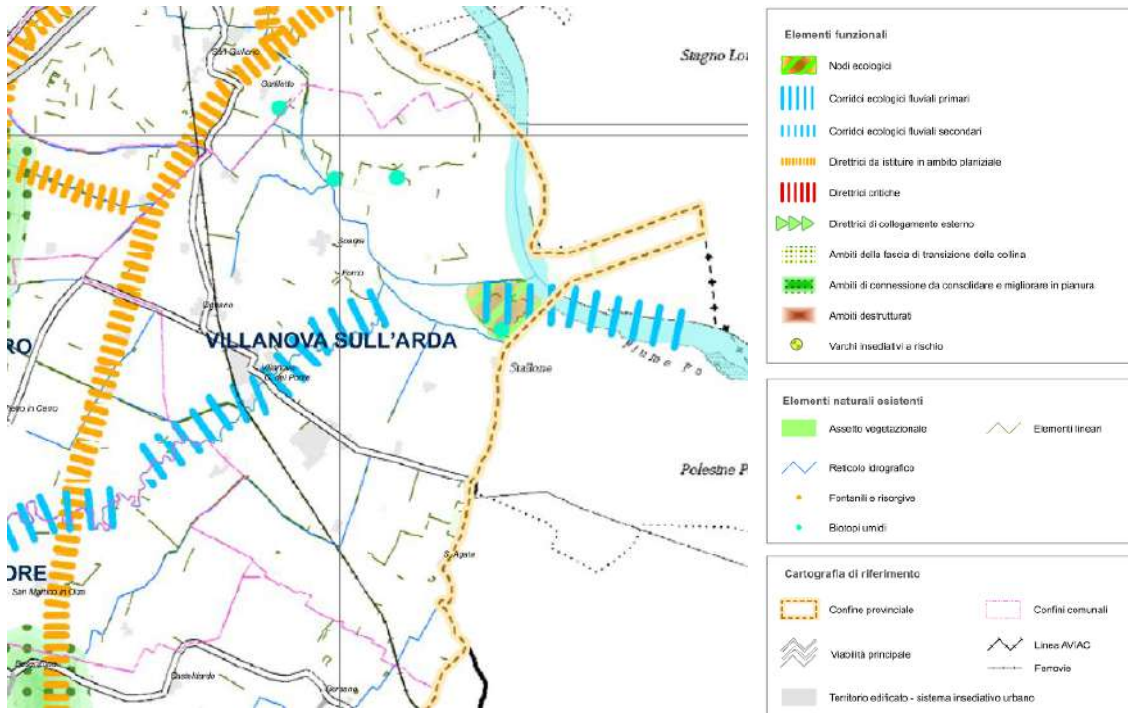 San Giuliano
Stagno Lo
Soarza
VILLANOVA SULL'ARDA
RO
Villanova
Stallone
Polesine P
S. Agata
ORE
San Martino in Olza
Casteldardo
Elementi funzionali
Nodi ecologici
Corridoi ecologici fluviali primari
Corridoi ecologici fluviali secondari
Direttrici da istituire in ambito planiziale
Direttrici critiche
Direttrici di collegamento esterno
Ambiti della fascia di transizione della collina
Ambiti di connessione da consolidare e migliorare in pianura
Ambiti destrutturati
Varchi insediativi a rischio
Elementi naturali esistenti
Assetto vegetazionale
Elementi lineari
Reticolo idrografico
Fontanili e risorgive
Biotopi umidi
Cartografia di riferimento
Confine provinciale
Confini comunali
Viabilità principale
Linea AV/AC
Ferrovie
Territorio edificato - sistema insediativo urbano